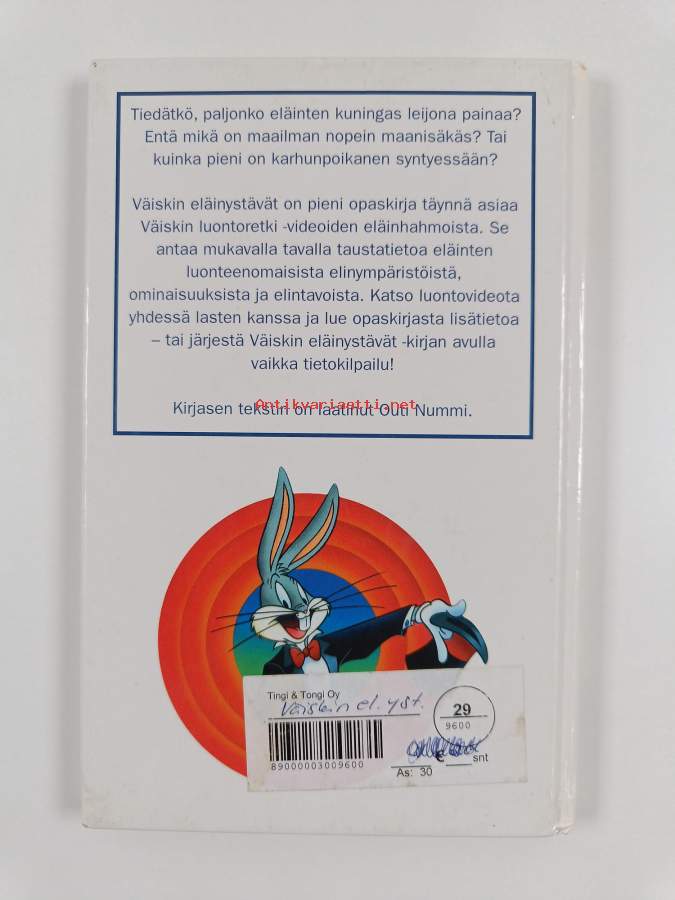 Tiedätkö, paljonko eläinten kuningas leijona painaa?
Entä mikä on maailman nopein maanisäkäs? Tai
kuinka pieni on karhunpoikanen syntyessään?
Väiskin eläinystävät on pieni opaskirja täynnä asiaa
Väiskin luontoretki -videoiden eläinhahmoista. Se
antaa mukavalla tavalla taustatietoa eläinten
luonteenomaisista elinympäristöistä,
ominaisuuksista ja elintavoista. Katso luontovideota
yhdessä lasten kanssa ja lue opaskirjasta lisätietoa
– tai järjestä Väiskin eläinystävät -kirjan avulla
vaikka tietokilpailu!
Antikvariaatti.net
Kirjasen tekstin on laatinut Outi Nummi.
Tingi & Tongi Oy
Väiskin el. yst.
29
9600
89000003009600
€ snt
As: 30